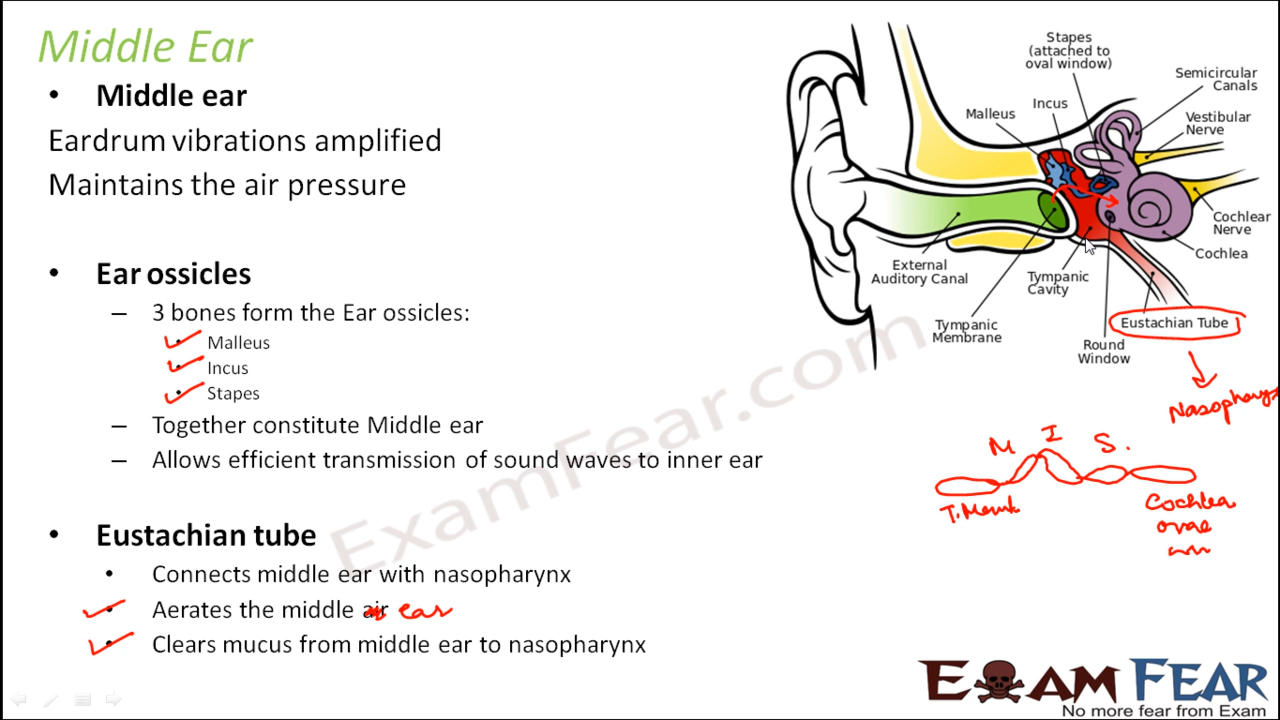 Middle Ear
• Middle ear
Eardrum vibrations amplified
Maintains the air pressure
• Ear ossicles
– 3 bones form the Ear ossicles:
• Malleus
• Incus
• Stapes
– Together constitute Middle ear
– Allows efficient transmission of sound waves to inner ear
• Eustachian tube
• Connects middle ear with nasopharynx
• Aerates the middle air ear
• Clears mucus from middle ear to nasopharynx
Stapes
(attached to
oval window)
Semicircular
Canals
Incus
Malleus
Vestibular
Nerve
Cochlear
Nerve
Cochlea
External
Auditory Canal
Tympanic
Cavity
Tympanic
Membrane
Eustachian Tube
Round
Window
M I S.
Cochlea
ExamFear.com
EXAM FEAR
No more fear from Exam